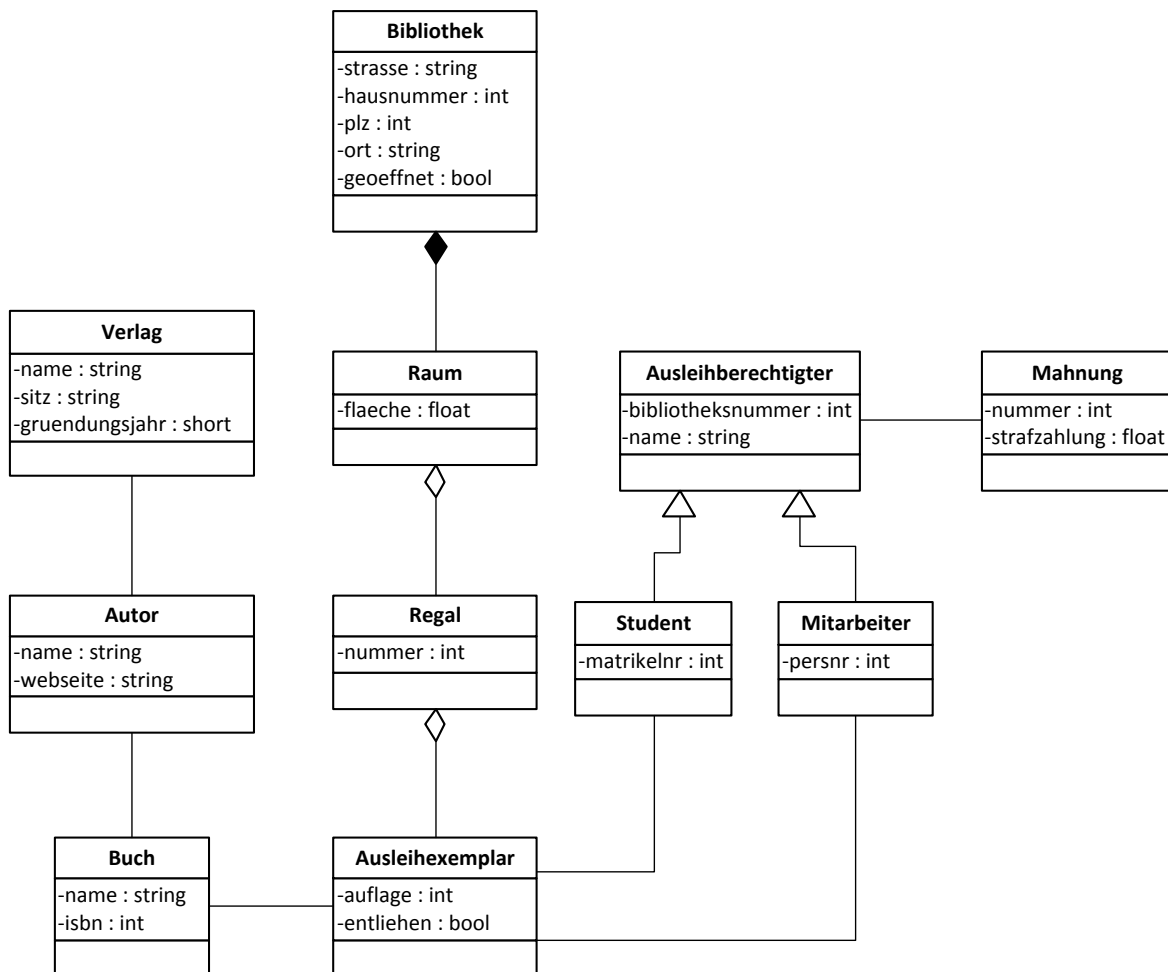 Bibliothek
-strasse : string
-hausnummer : int
-plz : int
-ort : string
-geoeffnet : bool
Verlag
-name : string
-sitz : string
-gruendungsjahr : short
Raum
-flaeche : float
Ausleihberechtigter
-bibliotheksnummer : int
-name : string
Mahnung
-nummer : int
-strafzahlung : float
Autor
-name : string
-webseite : string
Regal
-nummer : int
Student
-matrikelnr : int
Mitarbeiter
-persnr : int
Buch
-name : string
-isbn : int
Ausleihexemplar
-auflage : int
-entliehen : bool